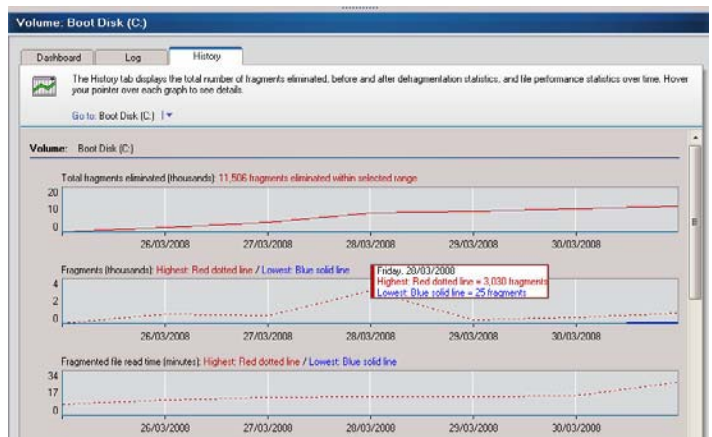 Volume: Boot Disk (C:)
Dashboard Log History
The History tab displays the total number of fragments eliminated, before and after defragmentation statistics, and file performance statistics over time. Hover
your pointer over each graph to see details.
Go to: Boot Disk (C:)
Volume: Boot Disk (C:)
Total fragments eliminated (thousands): 11,506 fragments eliminated within selected range
20
10
0
26/03/2008 27/03/2008 28/03/2008 29/03/2008 30/03/2008
Fragments (thousands): Highest: Red dotted line / Lowest: Blue solid line
Friday, 28/03/2008
Highest: Red dotted line = 3,030 fragments
Lowest: Blue solid line = 25 fragments
4
2
0
26/03/2008 27/03/2008 28/03/2008 29/03/2008 30/03/2008
Fragmented file read time (minutes): Highest: Red dotted line / Lowest: Blue solid line
34
17
0
26/03/2008 27/03/2008 28/03/2008 29/03/2008 30/03/2008